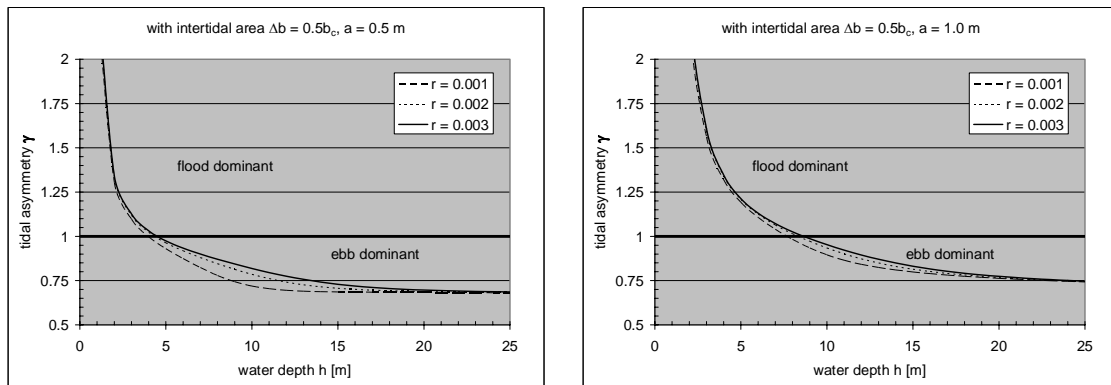 with intertidal area Δb = 0.5b_c, a = 0.5 m
2
1.75
1.5
1.25
1
0.75
0.5
tidal asymmetry γ
r = 0.001
r = 0.002
r = 0.003
flood dominant
ebb dominant
0 5 10 15 20 25
water depth h [m]
with intertidal area Δb = 0.5b_c, a = 1.0 m
2
1.75
1.5
1.25
1
0.75
0.5
tidal asymmetry γ
r = 0.001
r = 0.002
r = 0.003
flood dominant
ebb dominant
0 5 10 15 20 25
water depth h [m]